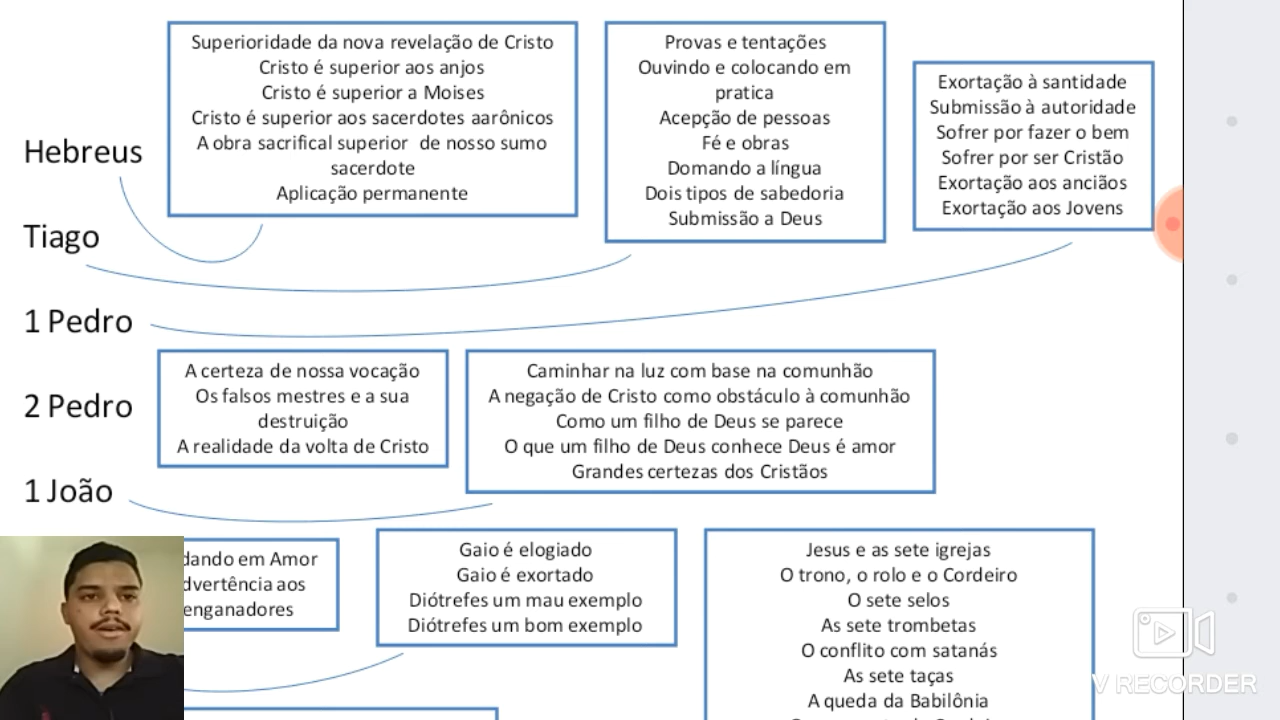 Superioridade da nova revelação de Cristo
Cristo é superior aos anjos
Cristo é superior a Moises
Cristo é superior aos sacerdotes aarônicos
A obra sacrifical superior de nosso sumo
sacerdote
Aplicação permanente
Provas e tentações
Ouvindo e colocando em
pratica
Acepção de pessoas
Fé e obras
Domando a língua
Dois tipos de sabedoria
Submissão a Deus
Exortação à santidade
Submissão à autoridade
Sofrer por fazer o bem
Sofrer por ser Cristão
Exortação aos anciãos
Exortação aos Jovens
Hebreus
Tiago
1 Pedro
2 Pedro
1 João
A certeza de nossa vocação
Os falsos mestres e a sua
destruição
A realidade da volta de Cristo
Caminhar na luz com base na comunhão
A negação de Cristo como obstáculo à comunhão
Como um filho de Deus se parece
O que um filho de Deus conhece Deus é amor
Grandes certezas dos Cristãos
dando em Amor
dvertência aos
enganadores
Gaio é elogiado
Gaio é exortado
Diótrefes um mau exemplo
Diótrefes um bom exemplo
Jesus e as sete igrejas
O trono, o rolo e o Cordeiro
O sete selos
As sete trombetas
O conflito com satanás
As sete taças
A queda da Babilônia
V RECORDER